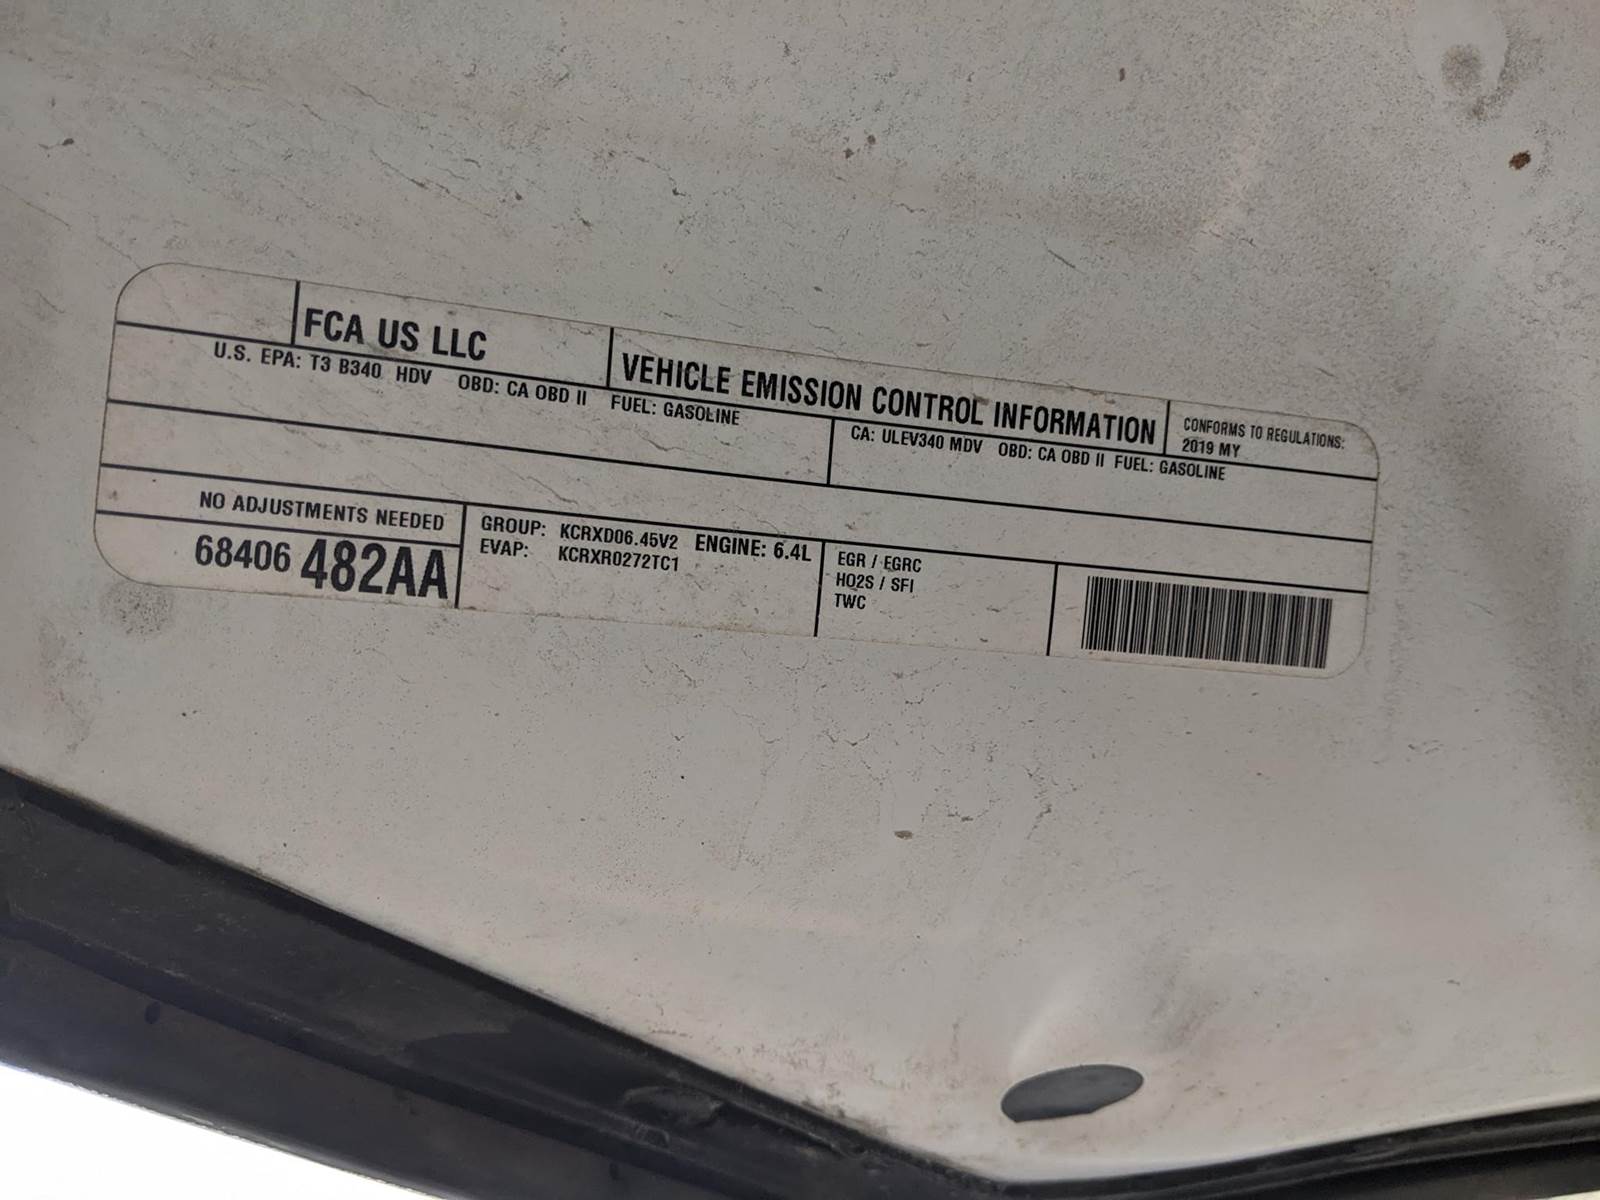 FCA US LLC
VEHICLE EMISSION CONTROL INFORMATION
CONFORMS TO REGULATIONS:
2019 MY
U.S. EPA: T3 B340 HDV OBD: CA OBD II FUEL: GASOLINE
CA: ULEV340 MDV OBD: CA OBD II FUEL: GASOLINE
NO ADJUSTMENTS NEEDED
68406 482AA
GROUP: KCRXD06.45V2 ENGINE: 6.4L
EVAP: KCRXR0272TC1
EGR / EGRC
HO2S / SFI
TWC